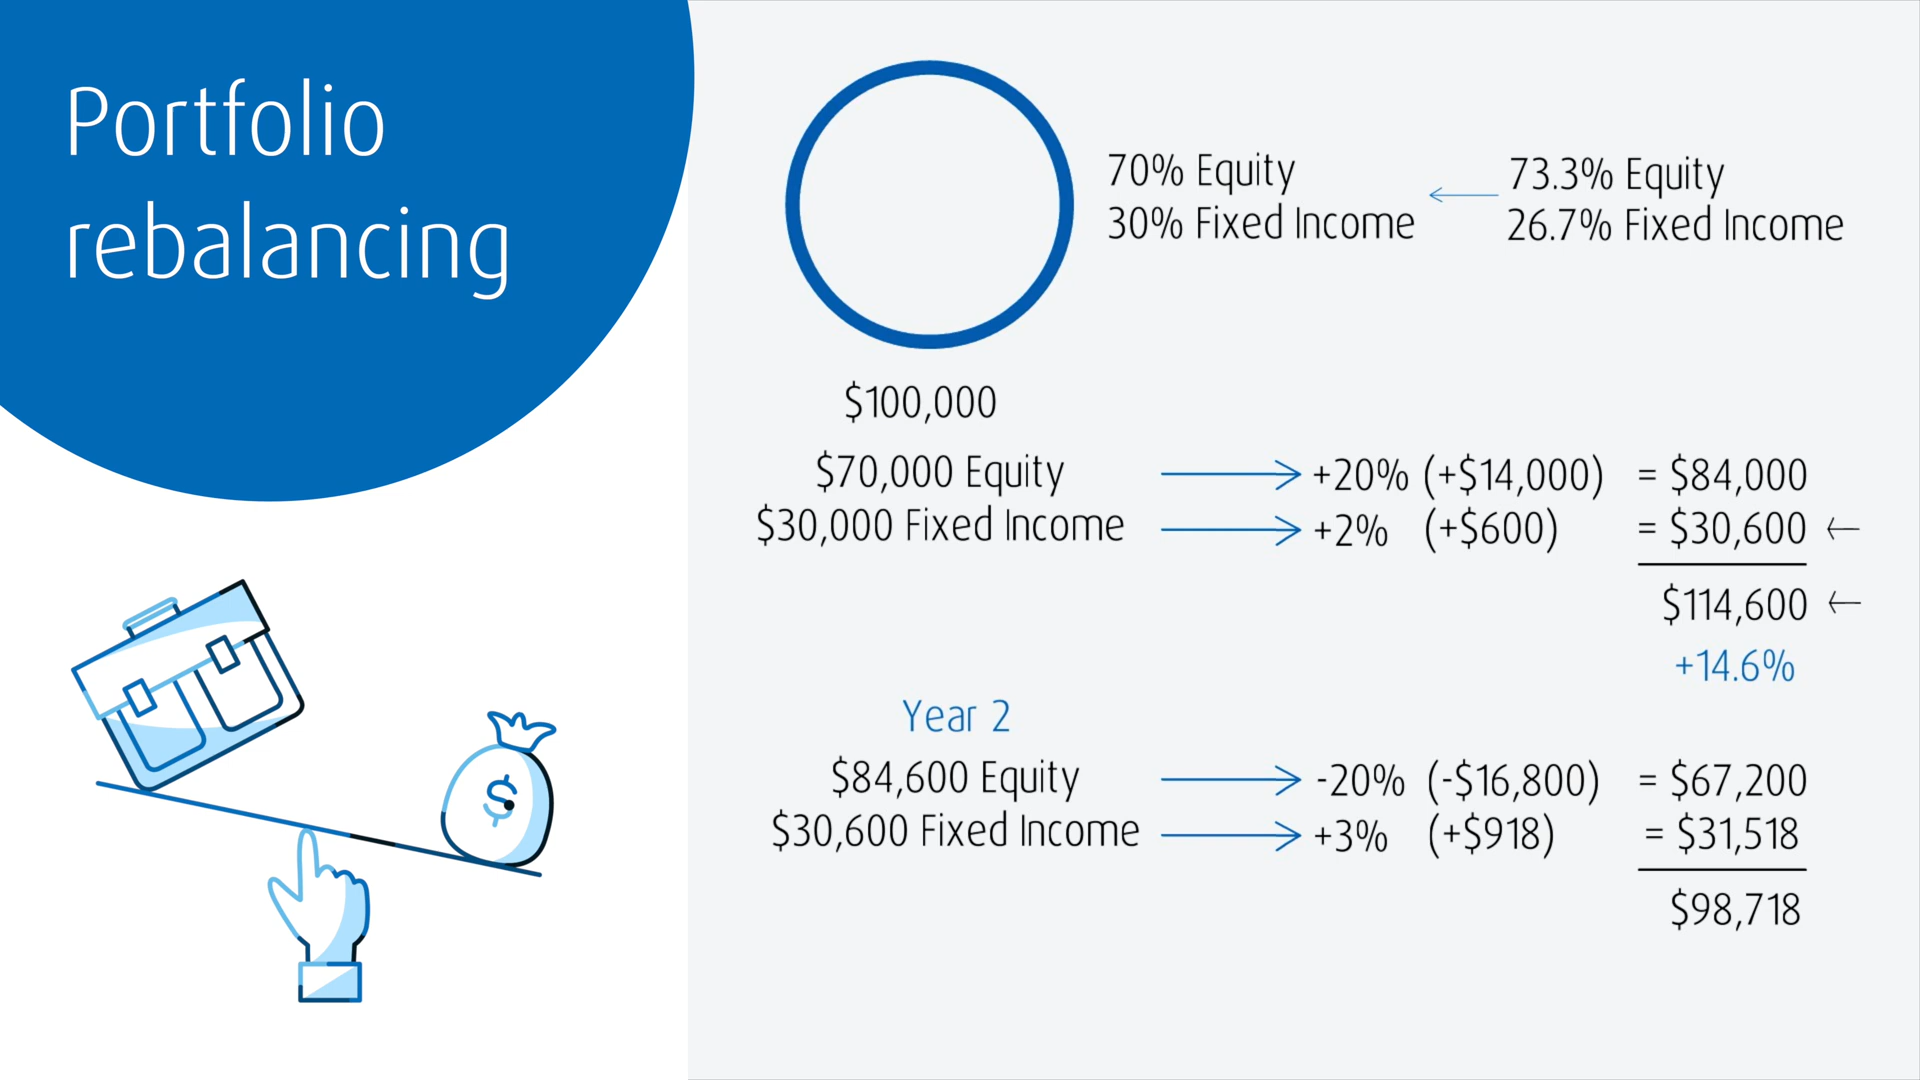 Portfolio
rebalancing
70% Equity
30% Fixed Income
73.3% Equity
26.7% Fixed Income
$100,000
$70,000 Equity +20% (+$14,000) = $84,000
$30,000 Fixed Income +2% (+$600) = $30,600
$114,600
+14.6%
Year 2
$84,600 Equity -20% (-$16,800) = $67,200
$30,600 Fixed Income +3% (+$918) = $31,518
$98,718
$